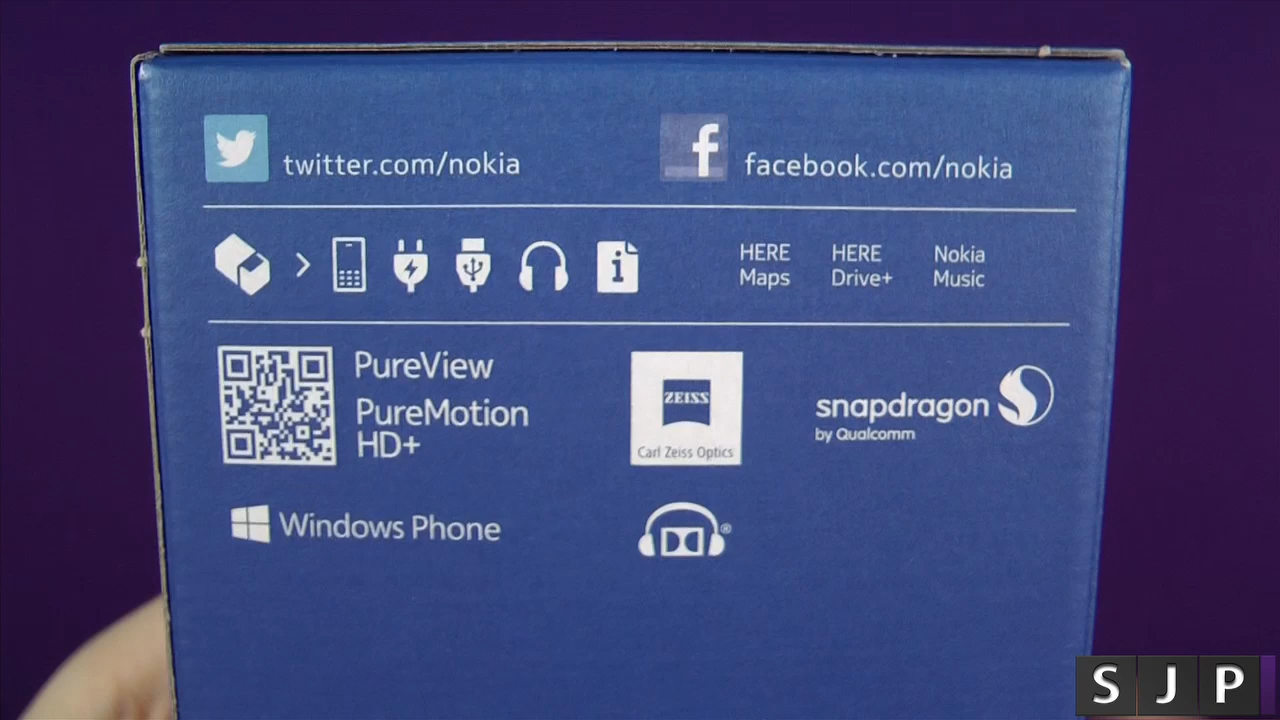 twitter.com/nokia
facebook.com/nokia
HERE Maps
HERE Drive+
Nokia Music
PureView
PureMotion
HD+
ZEISS
Carl Zeiss Optics
snapdragon
by Qualcomm
Windows Phone
®
SJP